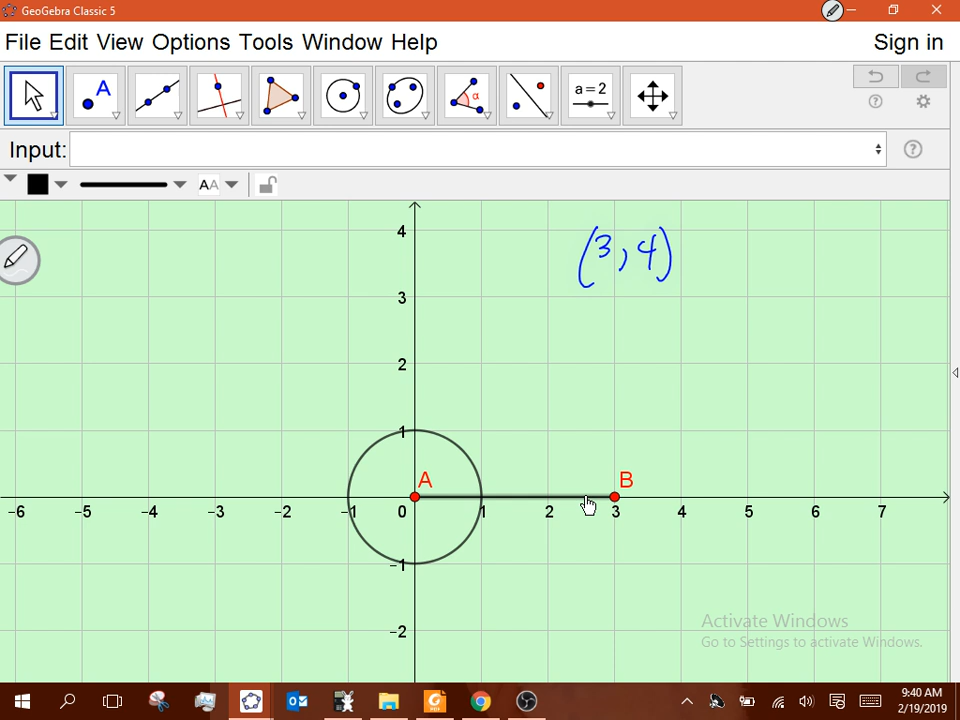 GeoGebra Classic 5
File Edit View Options Tools Window Help
Sign in
A
α
a = 2
Input:
AA
(3, 4)
4
3
2
1
A
B
-6 -5 -4 -3 -2 -1 0 1 2 3 4 5 6 7
-1
-2
Activate Windows
Go to Settings to activate Windows.
9:40 AM
2/19/2019